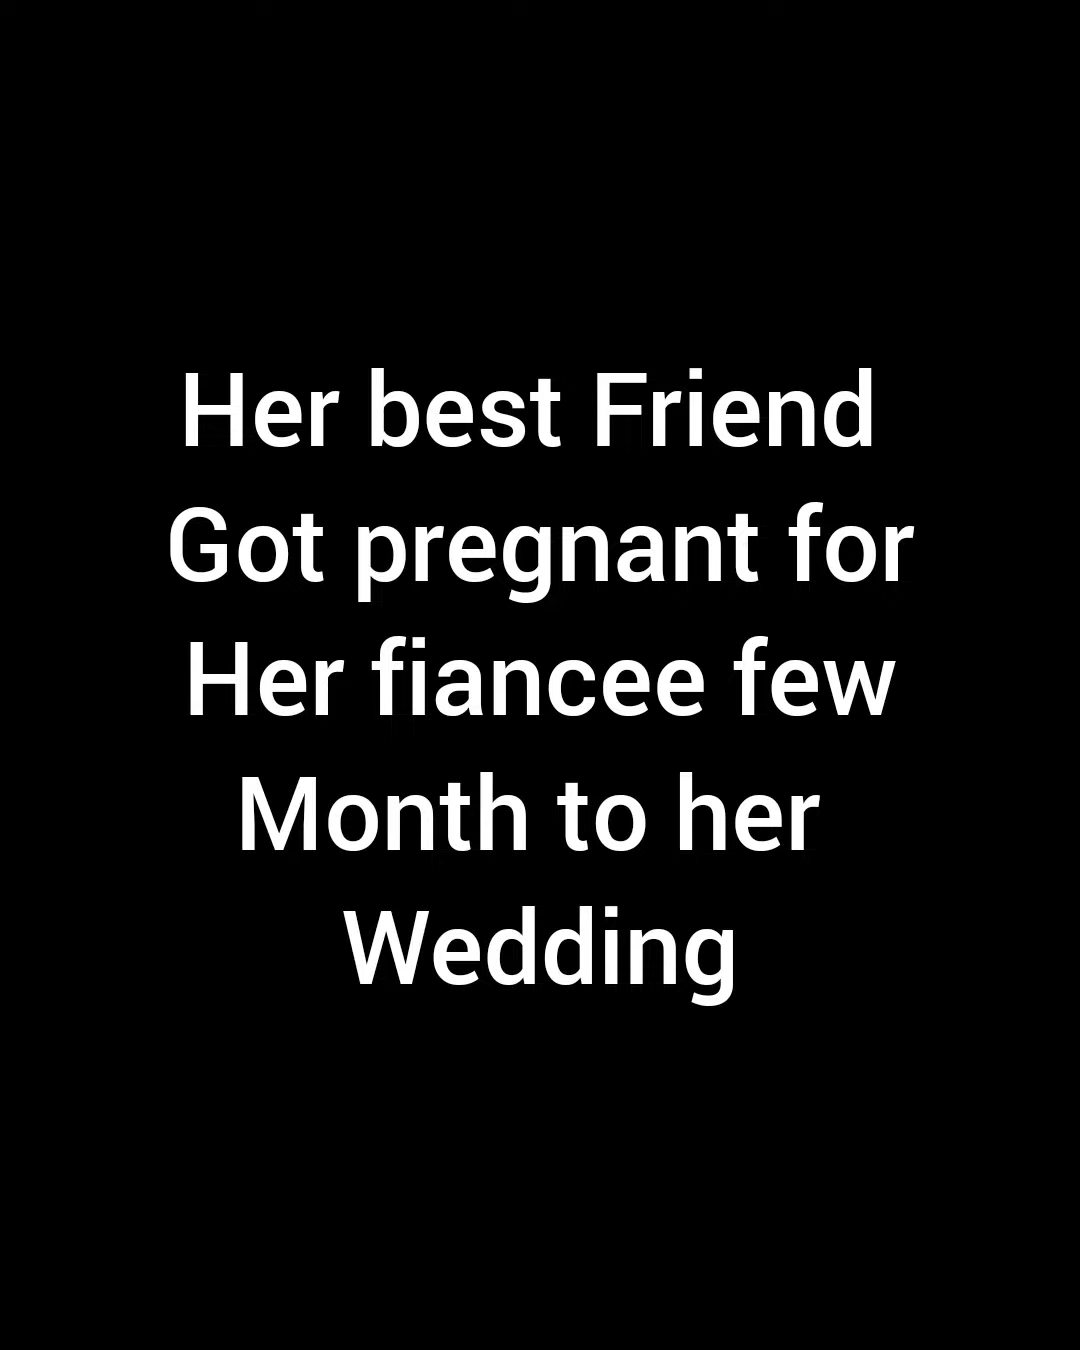 Her best Friend
Got pregnant for
Her fiancee few
Month to her
Wedding